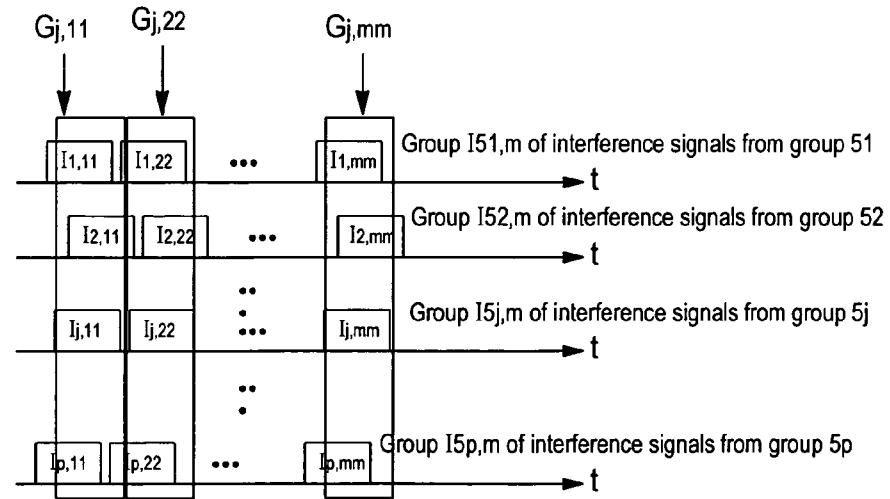 Gj,11 Gj,22 Gj,mm
I1,11 I1,22 ... I1,mm Group I51,m of interference signals from group 51
t
I2,11 I2,22 ... I2,mm Group I52,m of interference signals from group 52
t
Ij,11 Ij,22 ... Ij,mm Group I5j,m of interference signals from group 5j
t
Ip,11 Ip,22 ... Ip,mm Group I5p,m of interference signals from group 5p
t